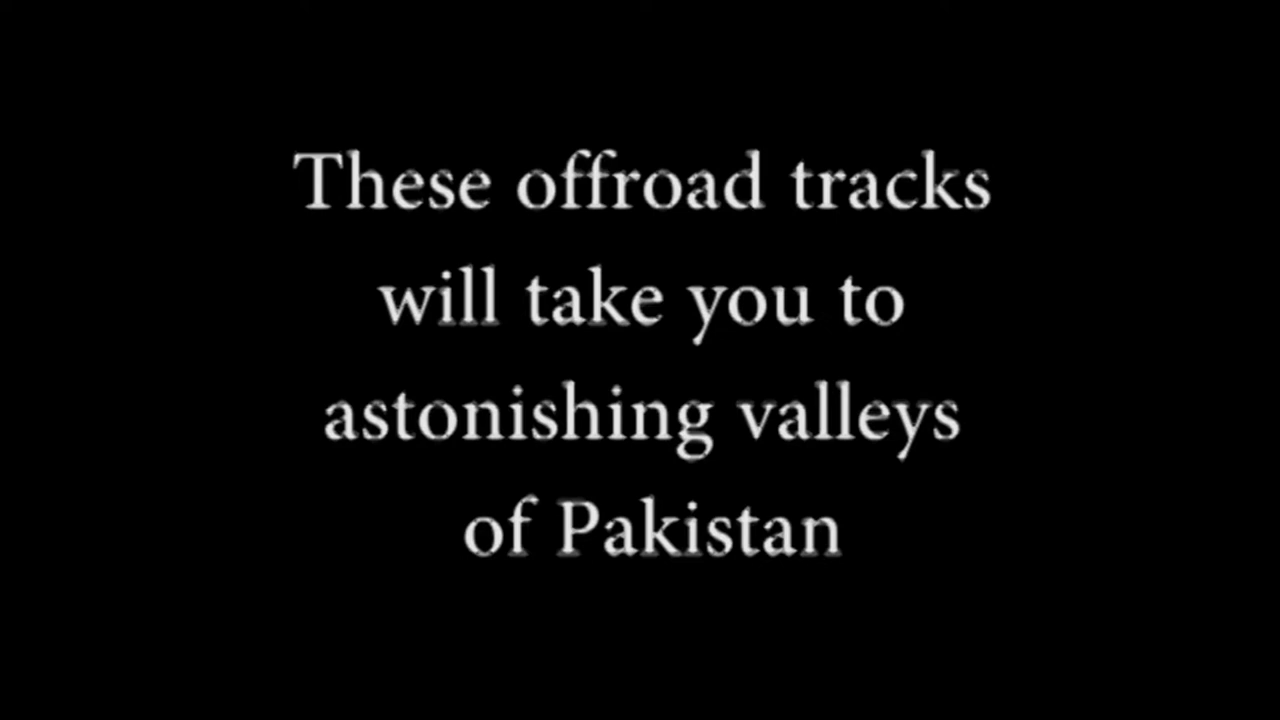 These offroad tracks
will take you to
astonishing valleys
of Pakistan